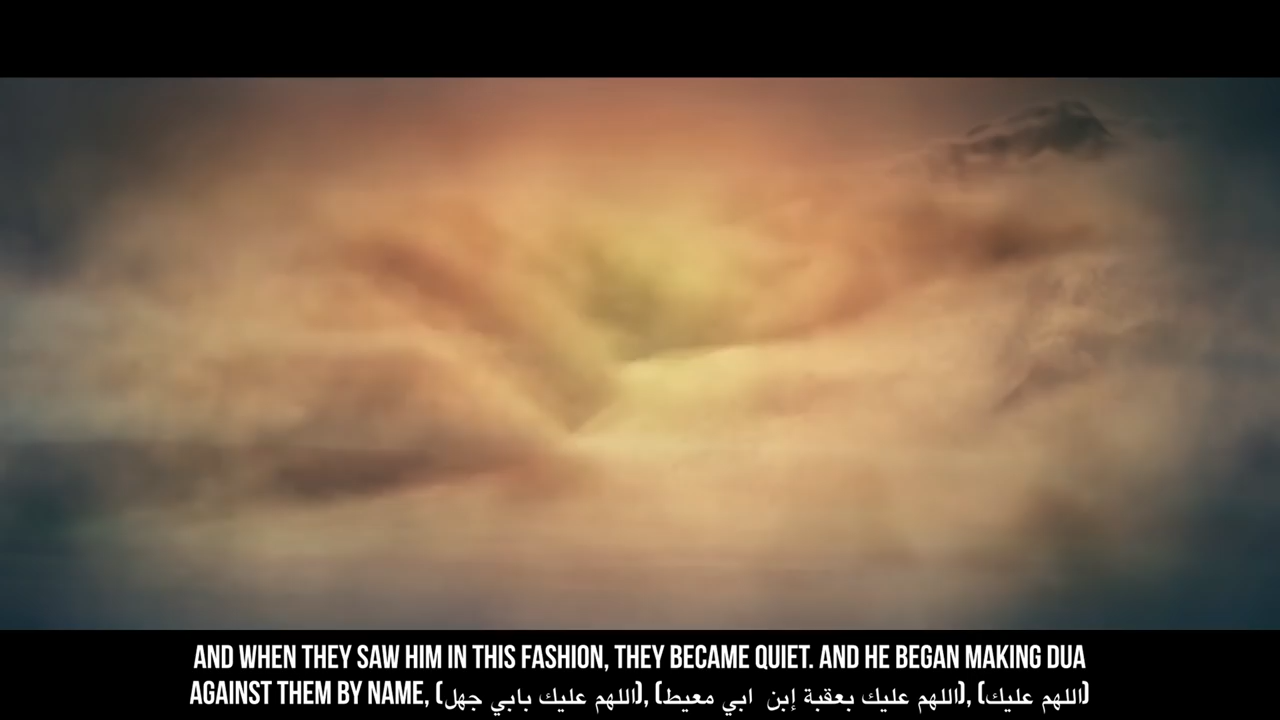 AND WHEN THEY SAW HIM IN THIS FASHION, THEY BECAME QUIET. AND HE BEGAN MAKING DUA
AGAINST THEM BY NAME, (اللهم عليك بابي جهل), (اللهم عليك بعقبة إبن ابي معيط), (اللهم عليك)